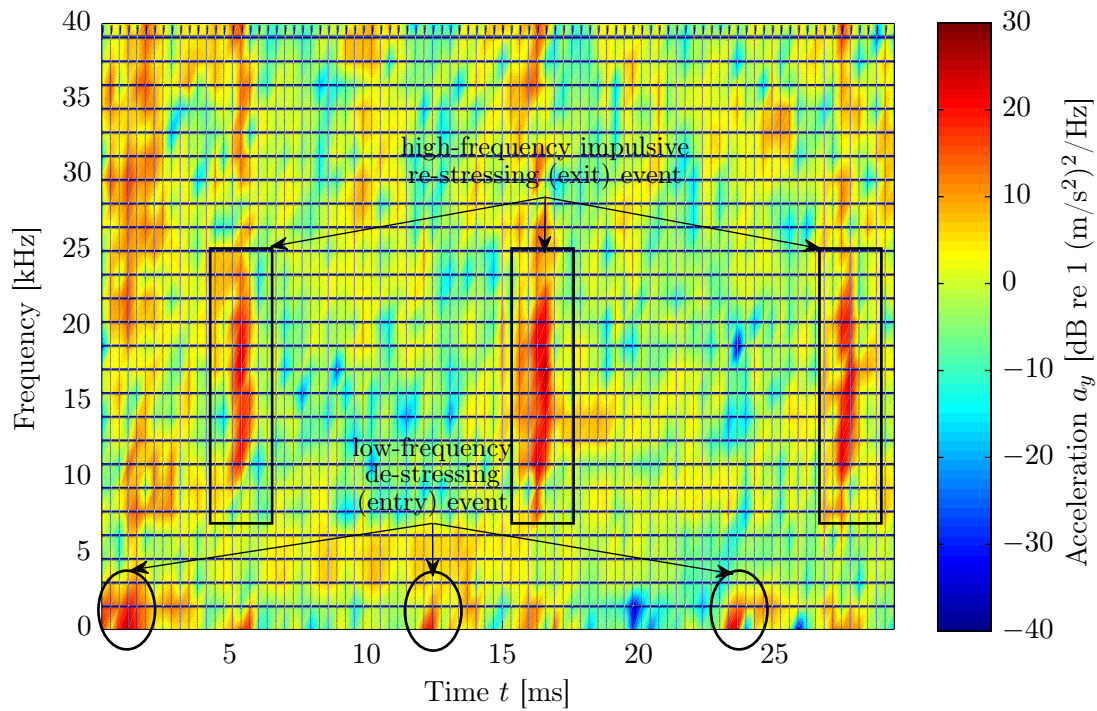 40
35
30
25
20
15
10
5
0
Frequency [kHz]
5
10
15
20
25
Time t [ms]
high-frequency impulsive
re-stressing (exit) event
low-frequency
de-stressing
(entry) event
30
20
10
0
−10
−20
−30
−40
Acceleration a_y [dB re 1 (m/s²)²/Hz]